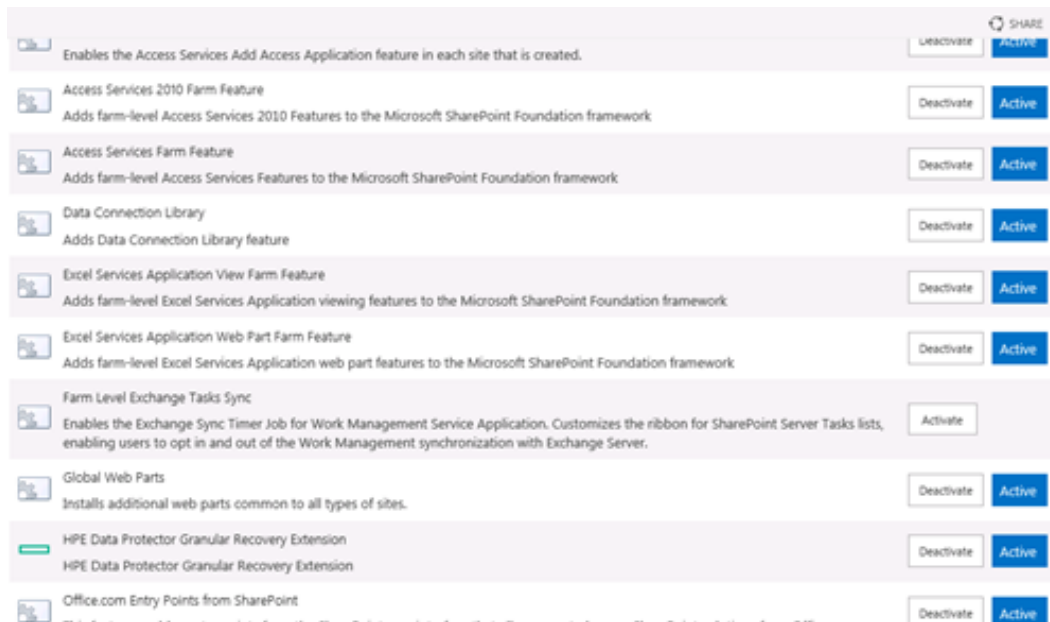 SHARE
Enables the Access Services Add Access Application feature in each site that is created.
Deactivate Active
Access Services 2010 Farm Feature
Adds farm-level Access Services 2010 Features to the Microsoft SharePoint Foundation framework
Deactivate Active
Access Services Farm Feature
Adds farm-level Access Services Features to the Microsoft SharePoint Foundation framework
Deactivate Active
Data Connection Library
Adds Data Connection Library feature
Deactivate Active
Excel Services Application View Farm Feature
Adds farm-level Excel Services Application viewing features to the Microsoft SharePoint Foundation framework
Deactivate Active
Excel Services Application Web Part Farm Feature
Adds farm-level Excel Services Application web part features to the Microsoft SharePoint Foundation framework
Deactivate Active
Farm Level Exchange Tasks Sync
Enables the Exchange Sync Timer Job for Work Management Service Application. Customizes the ribbon for SharePoint Server Tasks lists,
enabling users to opt in and out of the Work Management synchronization with Exchange Server.
Activate
Global Web Parts
Installs additional web parts common to all types of sites.
Deactivate Active
HPE Data Protector Granular Recovery Extension
HPE Data Protector Granular Recovery Extension
Deactivate Active
Office.com Entry Points from SharePoint
Deactivate Active